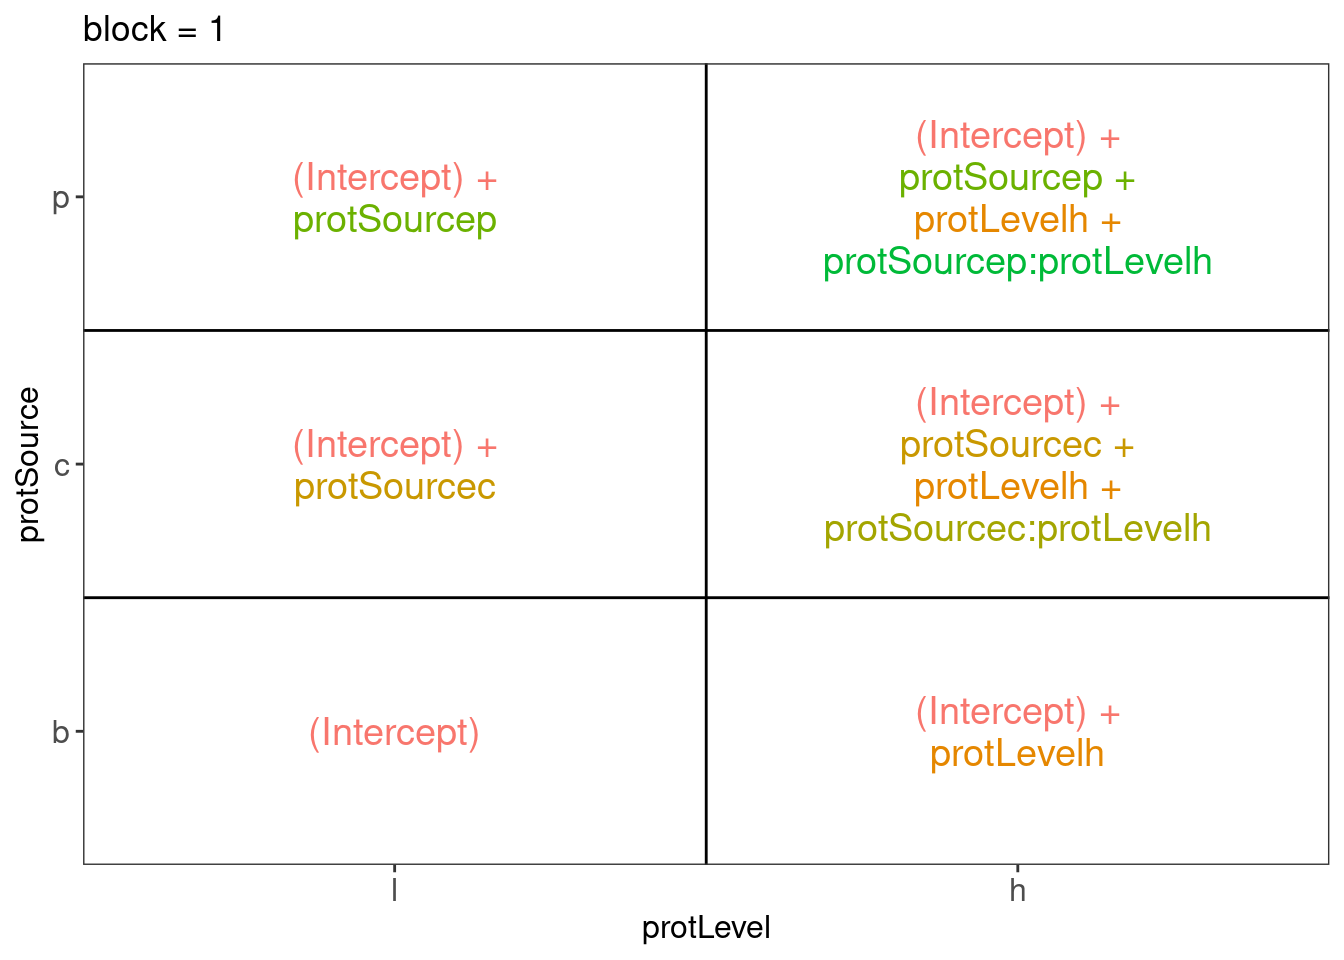 block = 1
p
(Intercept) +
protSourcep
(Intercept) +
protSourcep +
protLevelh +
protSourcep:protLevelh
protSource
c
(Intercept) +
protSourcec
(Intercept) +
protSourcec +
protLevelh +
protSourcec:protLevelh
b
(Intercept)
(Intercept) +
protLevelh
l
h
protLevel